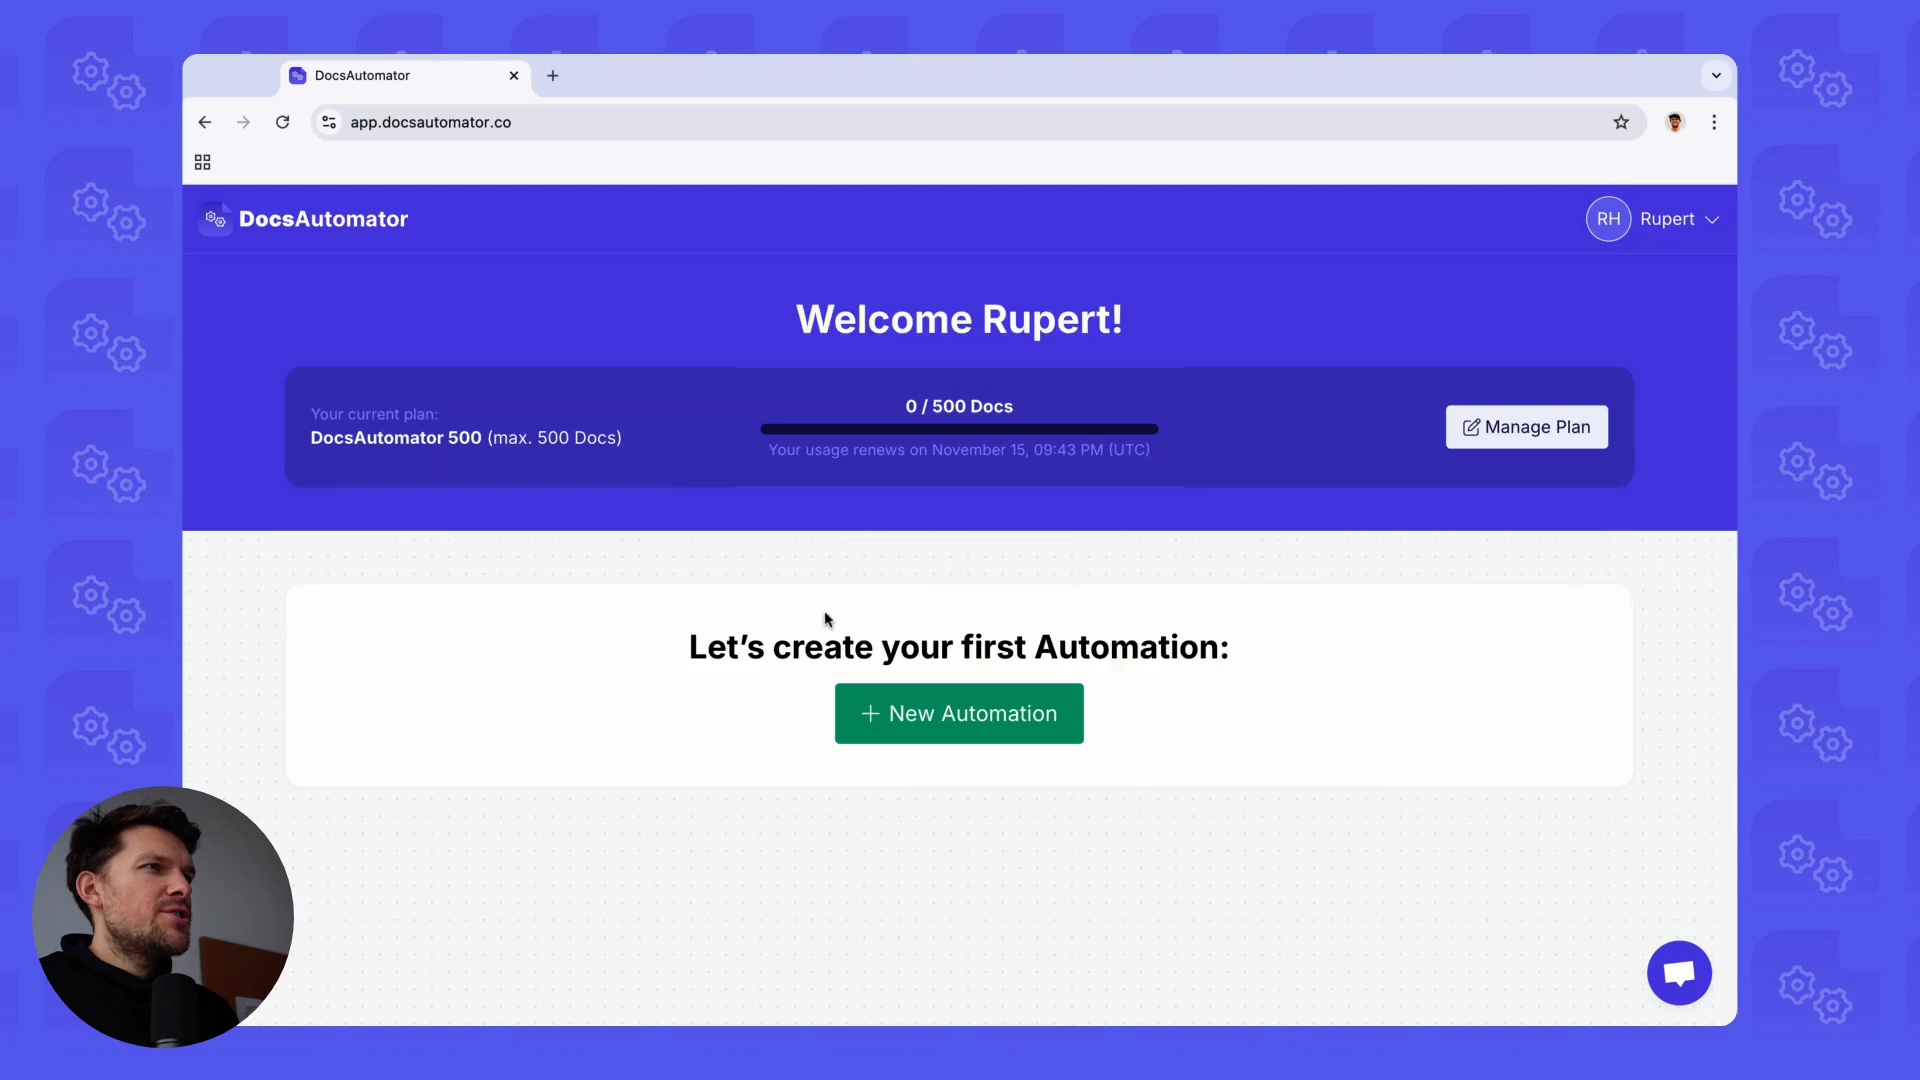 DocsAutomator
app.docsautomator.co
DocsAutomator
RH Rupert
Welcome Rupert!
Your current plan:
DocsAutomator 500 (max. 500 Docs)
0 / 500 Docs
Your usage renews on November 15, 09:43 PM (UTC)
Manage Plan
Let’s create your first Automation:
+ New Automation